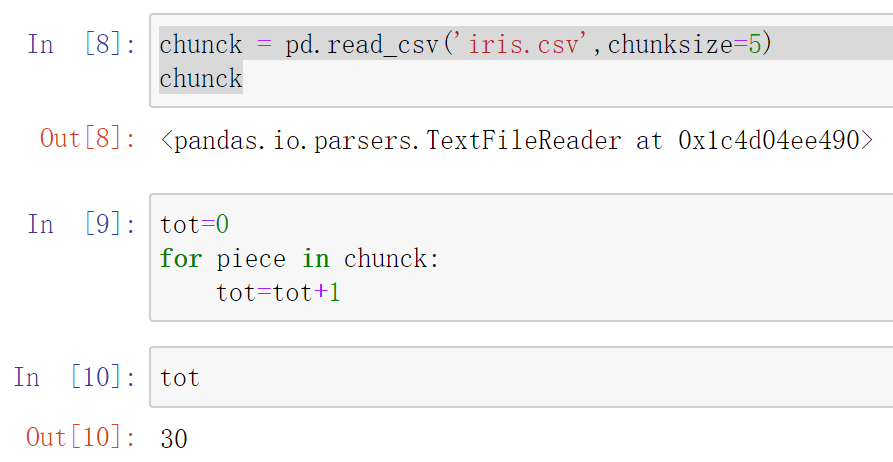 In [8]: chunck = pd.read_csv('iris.csv',chunksize=5)
chunck
Out[8]: <pandas.io.parsers.TextFileReader at 0x1c4d04ee490>
In [9]: tot=0
for piece in chunck:
    tot=tot+1
In [10]: tot
Out[10]: 30